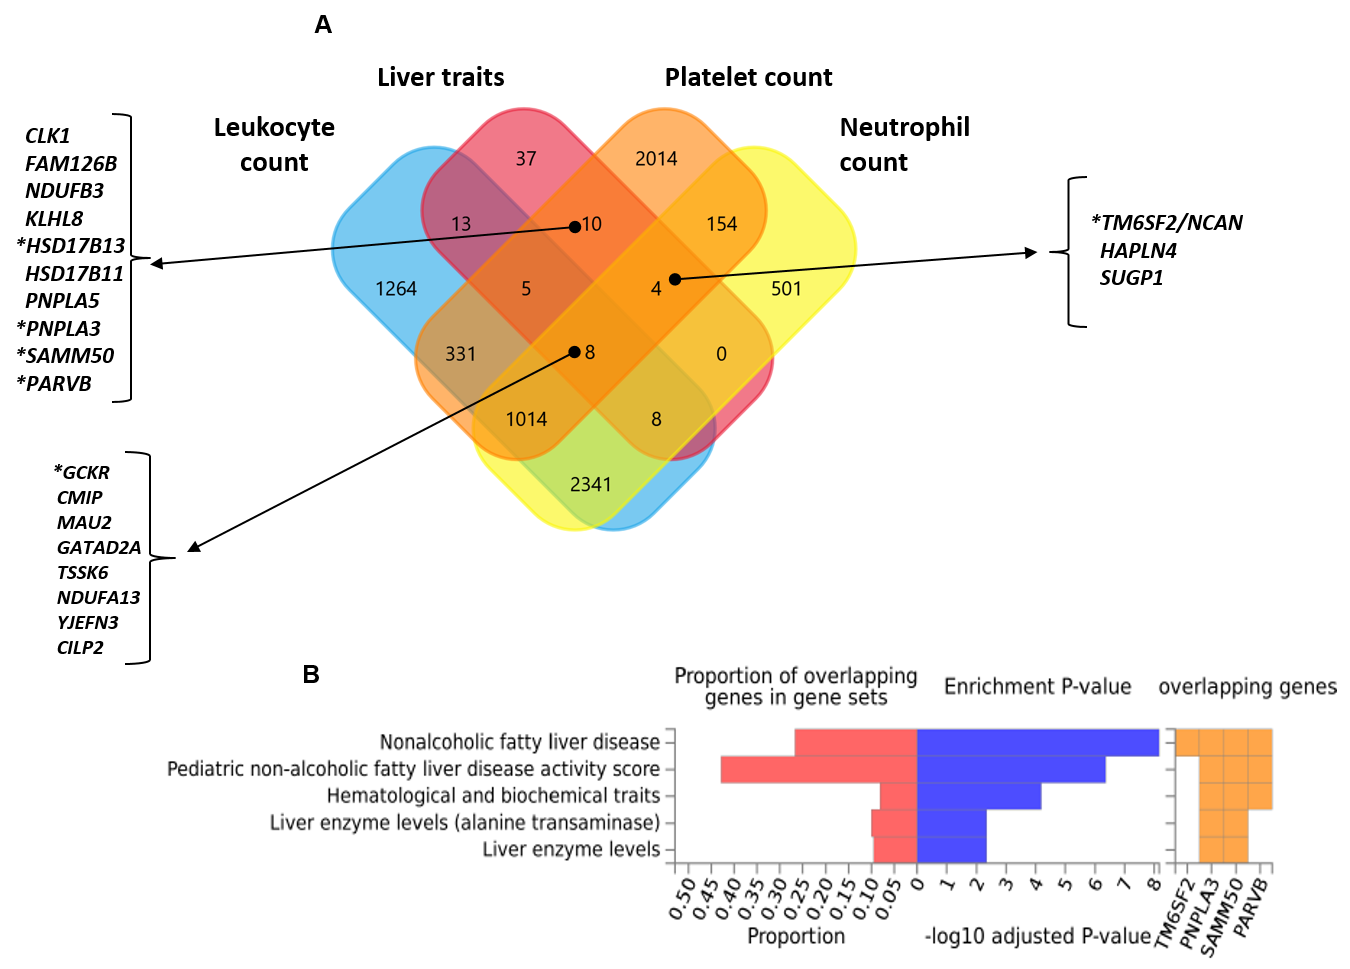 A
Liver traits
Platelet count
Leukocyte
count
Neutrophil
count
37
2014
13
10
154
1264
5
4
501
331
8
0
1014
8
2341
CLK1
FAM126B
NDUFB3
KLHL8
*HSD17B13
HSD17B11
PNPLA5
*PNPLA3
*SAMM50
*PARVB
*TM6SF2/NCAN
HAPLN4
SUGP1
*GCKR
CMIP
MAU2
GATAD2A
TSSK6
NDUFA13
YJEFN3
CILP2
B
Proportion of overlapping
genes in gene sets
Enrichment P-value
overlapping genes
Nonalcoholic fatty liver disease
Pediatric non-alcoholic fatty liver disease activity score
Hematological and biochemical traits
Liver enzyme levels (alanine transaminase)
Liver enzyme levels
0.50 0.45 0.40 0.35 0.30 0.25 0.20 0.15 0.10 0.05 0 1 2 3 4 5 6 7 8
TM6SF2 PNPLA3 SAMM50 PARVB
Proportion
-log10 adjusted P-value